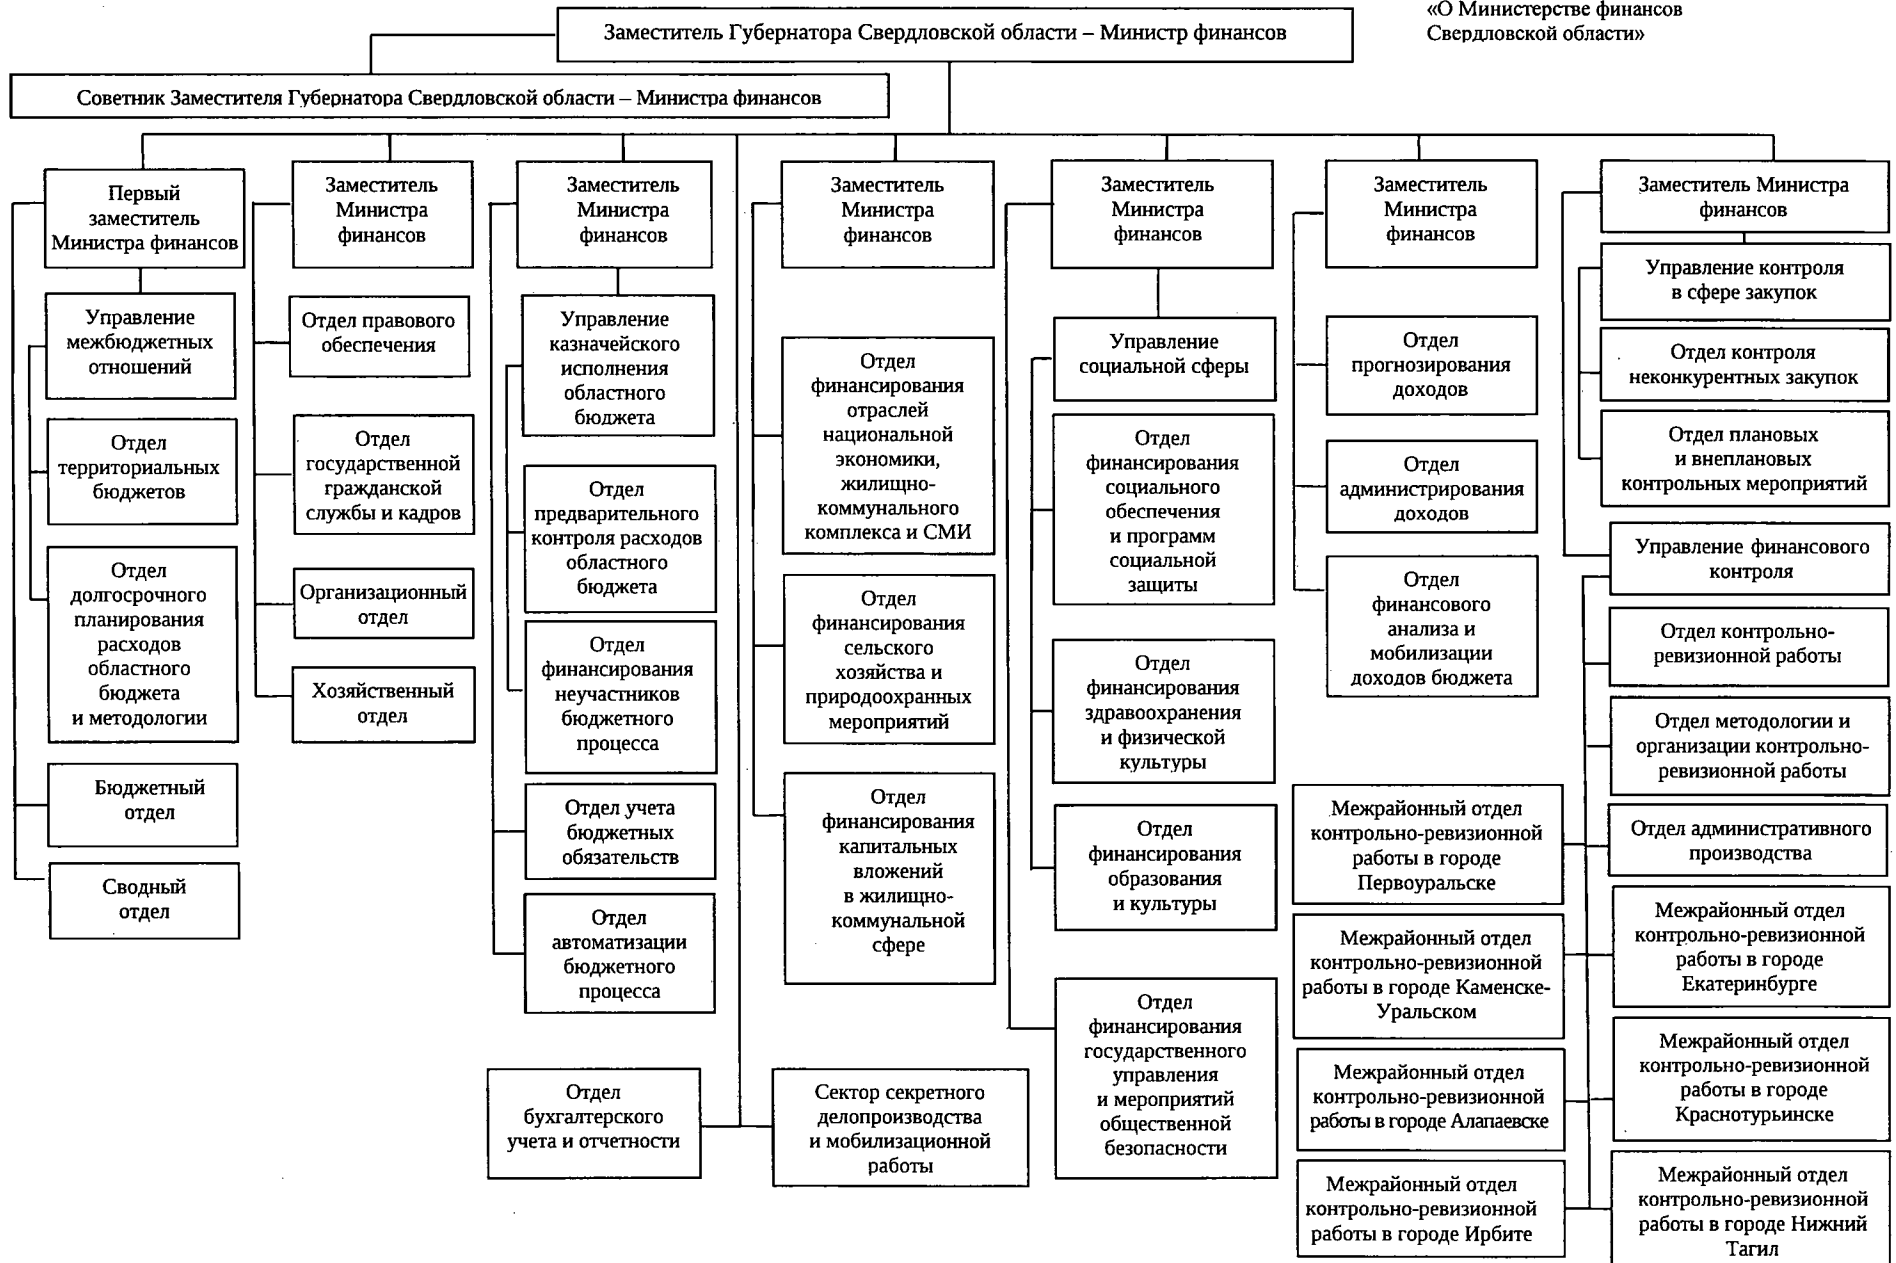 «О Министерстве финансов
Свердловской области»
Заместитель Губернатора Свердловской области – Министр финансов
Советник Заместителя Губернатора Свердловской области – Министра финансов
Первый
заместитель
Министра финансов
Управление
межбюджетных
отношений
Отдел
территориальных
бюджетов
Отдел
долгосрочного
планирования
расходов
областного
бюджета
и методологии
Бюджетный
отдел
Сводный
отдел
Заместитель
Министра
финансов
Отдел правового
обеспечения
Отдел
государственной
гражданской
службы и кадров
Организационный
отдел
Хозяйственный
отдел
Заместитель
Министра
финансов
Управление
казначейского
исполнения
областного
бюджета
Отдел
предварительного
контроля расходов
областного
бюджета
Отдел
финансирования
неучастников
бюджетного
процесса
Отдел учета
бюджетных
обязательств
Отдел
автоматизации
бюджетного
процесса
Отдел
бухгалтерского
учета и отчетности
Сектор секретного
делопроизводства
и мобилизационной
работы
Заместитель
Министра
финансов
Отдел
финансирования
отраслей
национальной
экономики,
жилищно-
коммунального
комплекса и СМИ
Отдел
финансирования
сельского
хозяйства и
природоохранных
мероприятий
Отдел
финансирования
капитальных
вложений
в жилищно-
коммунальной
сфере
Заместитель
Министра
финансов
Управление
социальной сферы
Отдел
финансирования
социального
обеспечения
и программ
социальной
защиты
Отдел
финансирования
здравоохранения
и физической
культуры
Отдел
финансирования
образования
и культуры
Отдел
финансирования
государственного
управления
и мероприятий
общественной
безопасности
Заместитель
Министра
финансов
Отдел
прогнозирования
доходов
Отдел
администрирования
доходов
Отдел
финансового
анализа и
мобилизации
доходов бюджета
Заместитель Министра
финансов
Управление контроля
в сфере закупок
Отдел контроля
неконкурентных закупок
Отдел плановых
и внеплановых
контрольных мероприятий
Управление финансового
контроля
Отдел контрольно-
ревизионной работы
Отдел методологии и
организации контрольно-
ревизионной работы
Отдел административного
производства
Межрайонный отдел
контрольно-ревизионной
работы в городе
Первоуральске
Межрайонный отдел
контрольно-ревизионной
работы в городе
Екатеринбурге
Межрайонный отдел
контрольно-ревизионной
работы в городе Каменске-
Уральском
Межрайонный отдел
контрольно-ревизионной
работы в городе
Краснотурьинске
Межрайонный отдел
контрольно-ревизионной
работы в городе Алапаевске
Межрайонный отдел
контрольно-ревизионной
работы в городе Ирбите
Межрайонный отдел
контрольно-ревизионной
работы в городе Нижний
Тагил